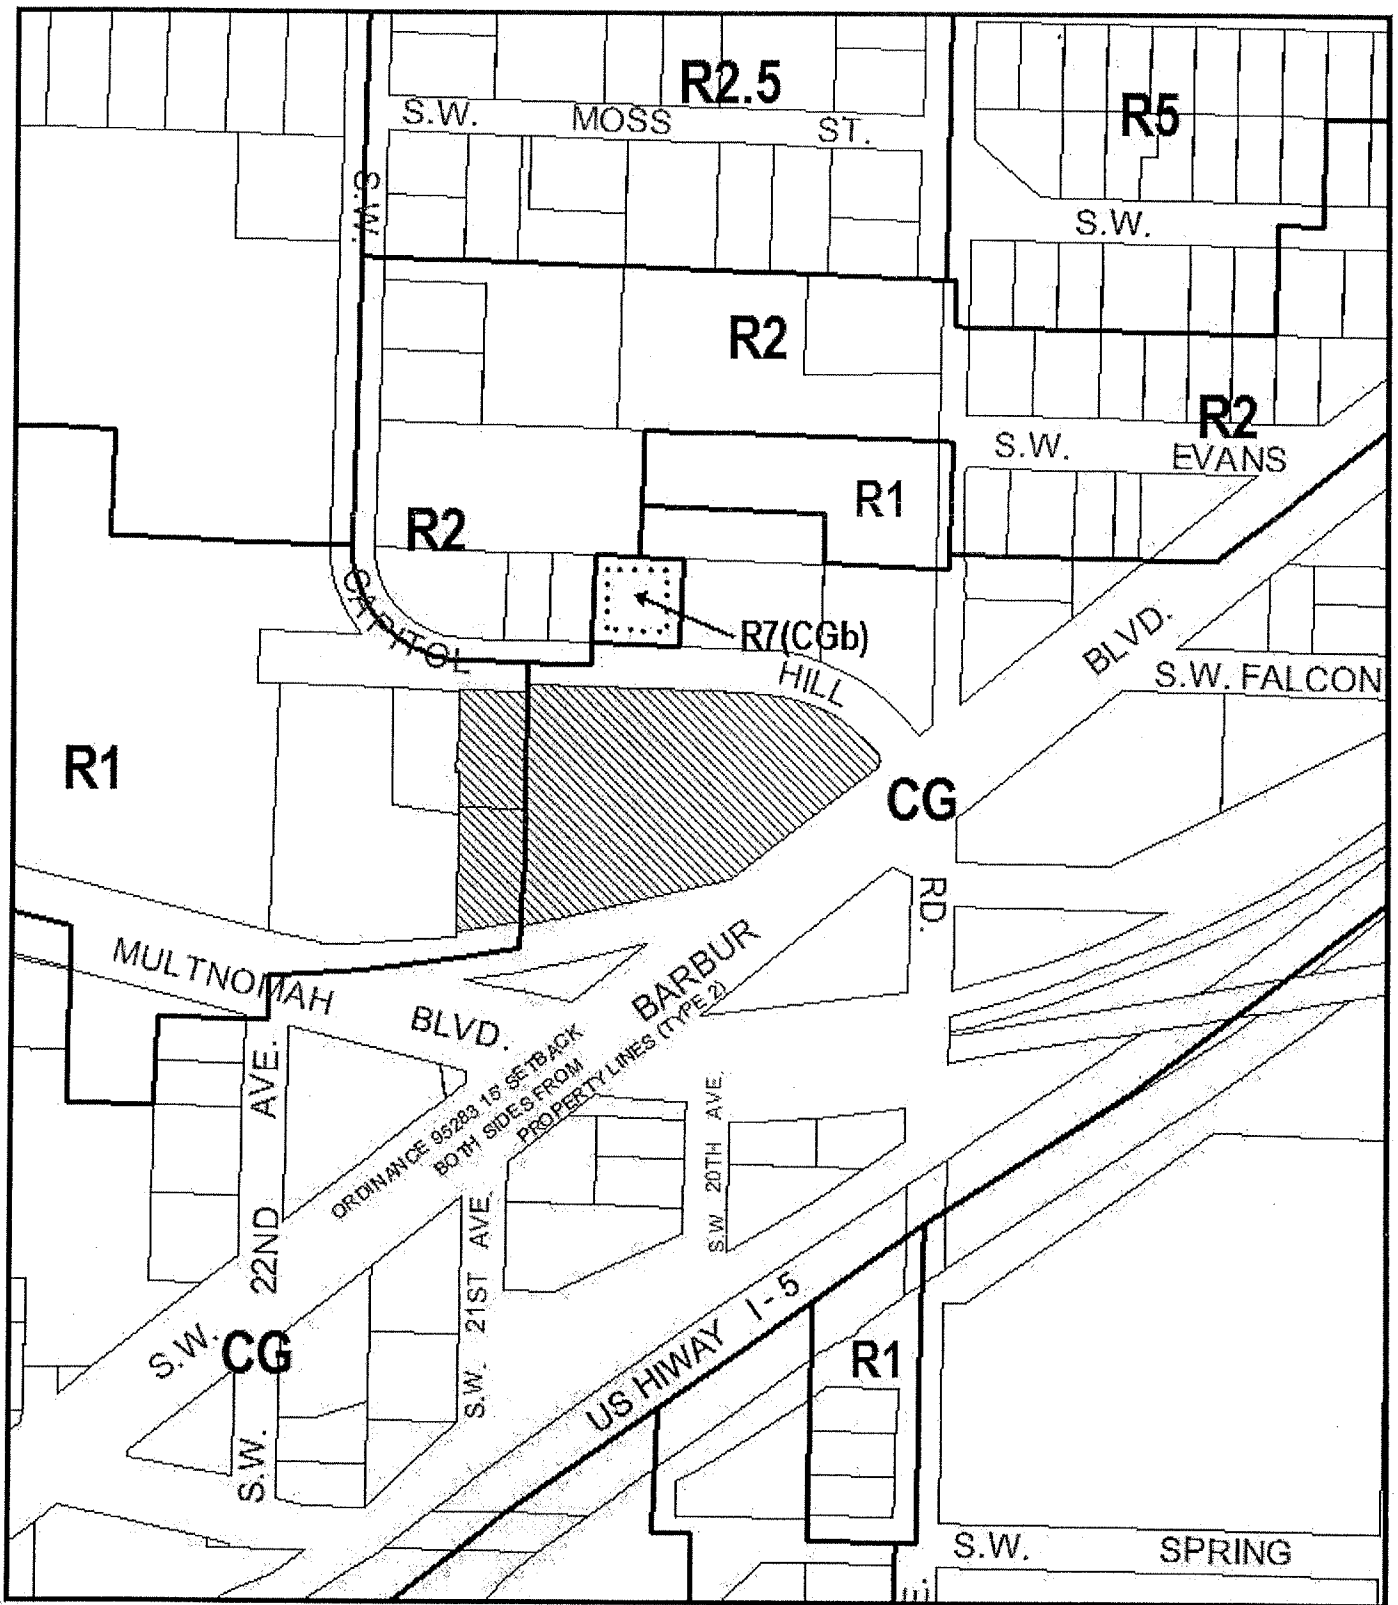 R2.5
R5
S.W. MOSS ST.
S.W.
S.W.
R2
R2
S.W. EVANS
R1
R2
CAPITOL
R7(CGb)
HILL
BLVD.
S.W. FALCON
R1
CG
RD.
MULTNOMAH
BLVD.
BARBUR
ORDINANCE 95283 15' SETBACK
BOTH SIDES FROM
PROPERTY LINES (TYPE 2)
AVE.
S.W. 20TH AVE.
22ND
S.W. 21ST AVE.
S.W.
CG
US HIWAY I - 5
R1
S.W.
S.W. SPRING